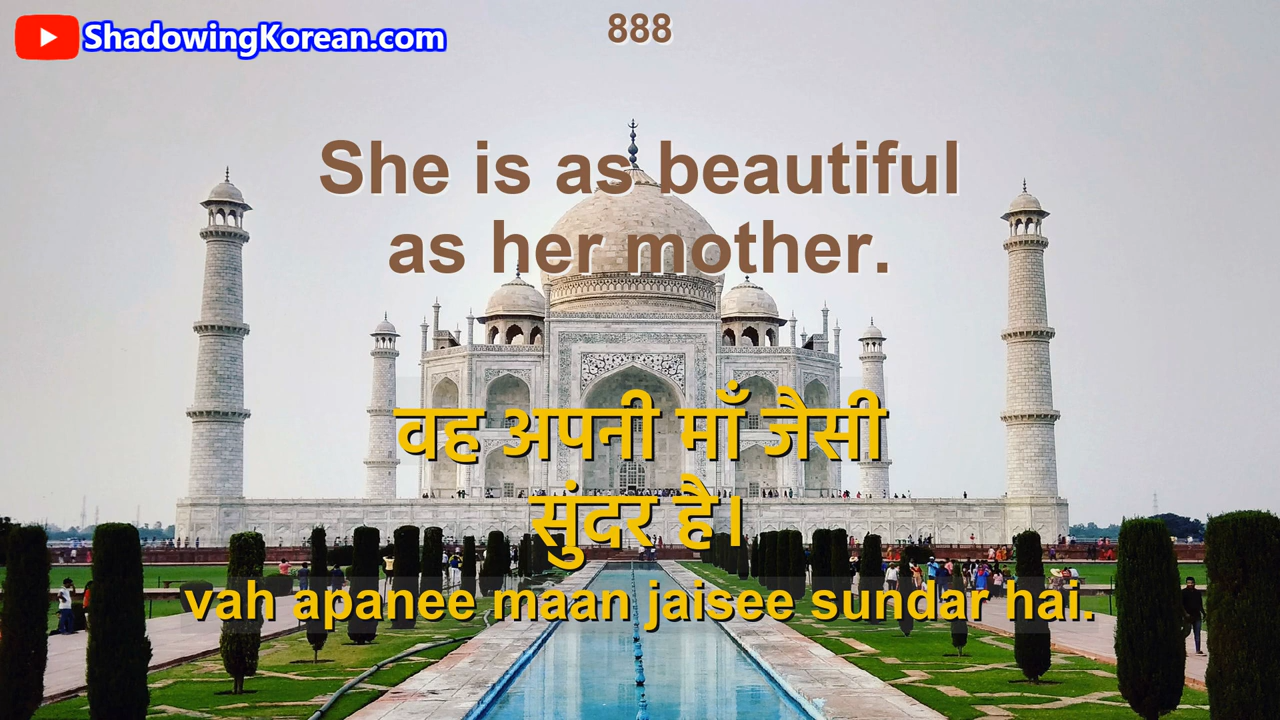 ShadowingKorean.com
888
She is as beautiful
as her mother.
वह अपनी माँ जैसी
सुंदर है।
vah apanee maan jaisee sundar hai.